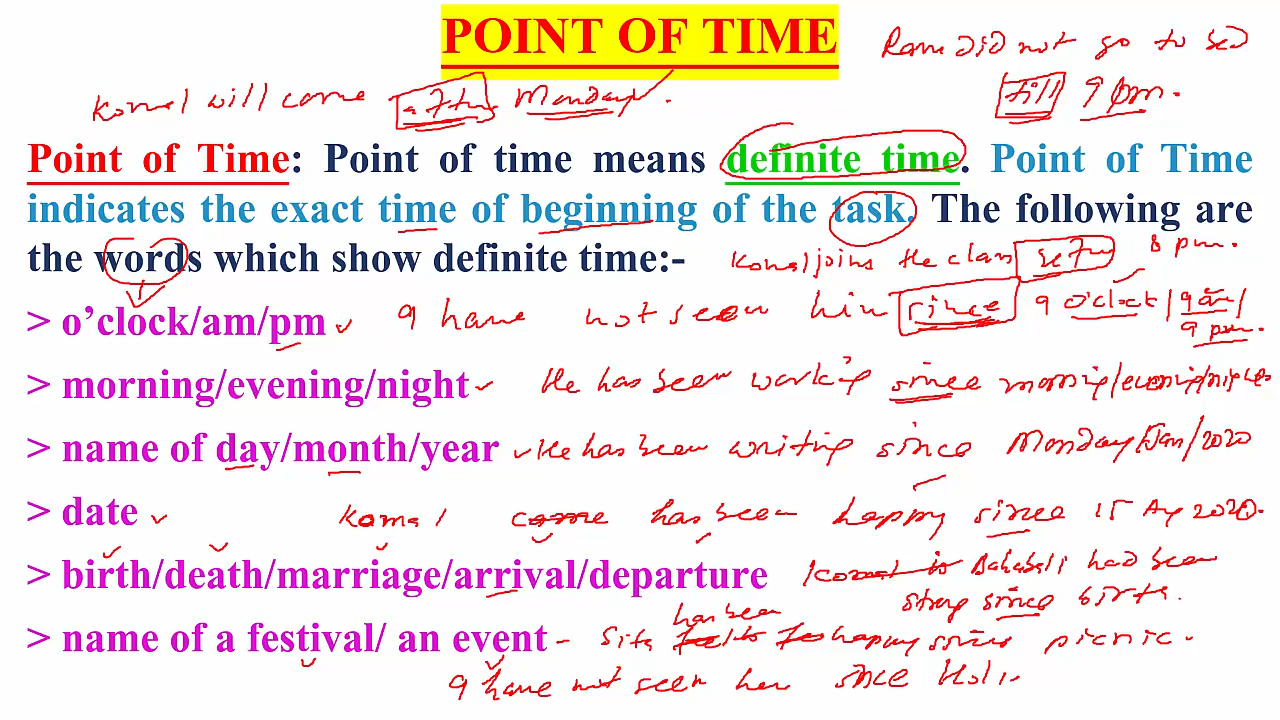 POINT OF TIME
Ram did not go to bed
till 9 pm.
Komal will come after Monday.
Point of Time: Point of time means definite time. Point of Time
indicates the exact time of beginning of the task. The following are
the words which show definite time:-
Komal joins the class 8 pm.
> o’clock/am/pm I have not seen him since 9 o'clock/9 am/
9 pm.
> morning/evening/night He has been working since morning/evening/night
> name of day/month/year He has been writing since Monday/Jan/2020
> date Komal has been happy since 15 Aug 2020.
> birth/death/marriage/arrival/departure Bahubali had been
strong since birth.
> name of a festival/ an event - Sita has been happy since picnic.
I have not seen her since Holi.